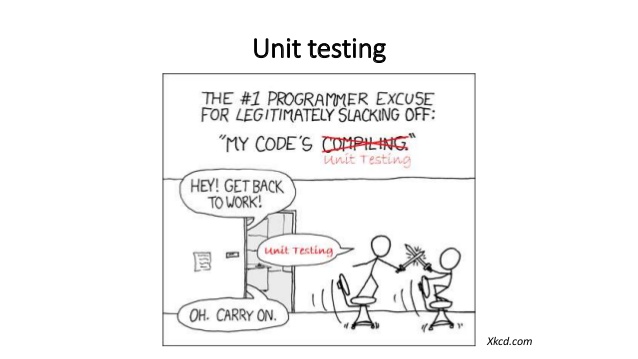 Unit testing
THE #1 PROGRAMMER EXCUSE
FOR LEGITIMATELY SLACKING OFF:
"MY CODE'S COMPILING."
Unit Testing
HEY! GET BACK
TO WORK!
Unit Testing
OH. CARRY ON.
Xkcd.com